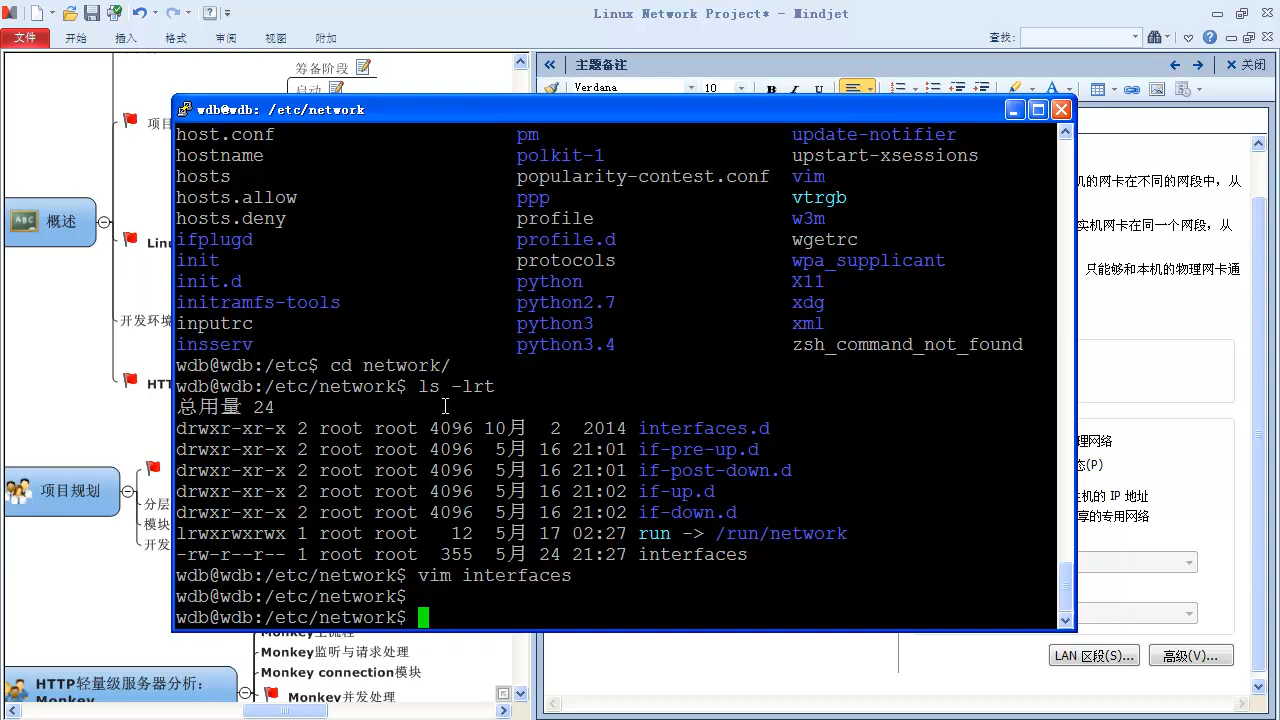 Linux Network Project* - Mindjet
文件 开始 插入 格式 审阅 视图 附加 查找:
筹备阶段
启动
主题备注 关闭
Verdana 10 B I U
wdb@wdb: /etc/network
host.conf pm update-notifier
hostname polkit-1 upstart-xsessions
hosts popularity-contest.conf vim
hosts.allow ppp vtrgb
hosts.deny profile w3m
ifplugd profile.d wgetrc
init protocols wpa_supplicant
init.d python X11
initramfs-tools python2.7 xdg
inputrc python3 xml
insserv python3.4 zsh_command_not_found
wdb@wdb:/etc$ cd network/
wdb@wdb:/etc/network$ ls -lrt
总用量 24
drwxr-xr-x 2 root root 4096 10月 2 2014 interfaces.d
drwxr-xr-x 2 root root 4096 5月 16 21:01 if-pre-up.d
drwxr-xr-x 2 root root 4096 5月 16 21:01 if-post-down.d
drwxr-xr-x 2 root root 4096 5月 16 21:02 if-up.d
drwxr-xr-x 2 root root 4096 5月 16 21:02 if-down.d
lrwxrwxrwx 1 root root 12 5月 17 02:27 run -> /run/network
-rw-r--r-- 1 root root 355 5月 24 21:27 interfaces
wdb@wdb:/etc/network$ vim interfaces
wdb@wdb:/etc/network$
wdb@wdb:/etc/network$
项目
ABC 概述
Linu
开发环境
HTT
项目规划
分层
模块
开发
机的网卡在不同的网段中，从
实机网卡在同一个网段，从
只能够和本机的物理网卡通
理网络
态(P)
主机的 IP 地址
享的专用网络
LAN 区段(S)... 高级(V)...
Monkey主流程
Monkey监听与请求处理
Monkey connection模块
Monkey并发处理
HTTP轻量级服务器分析：
Monkey